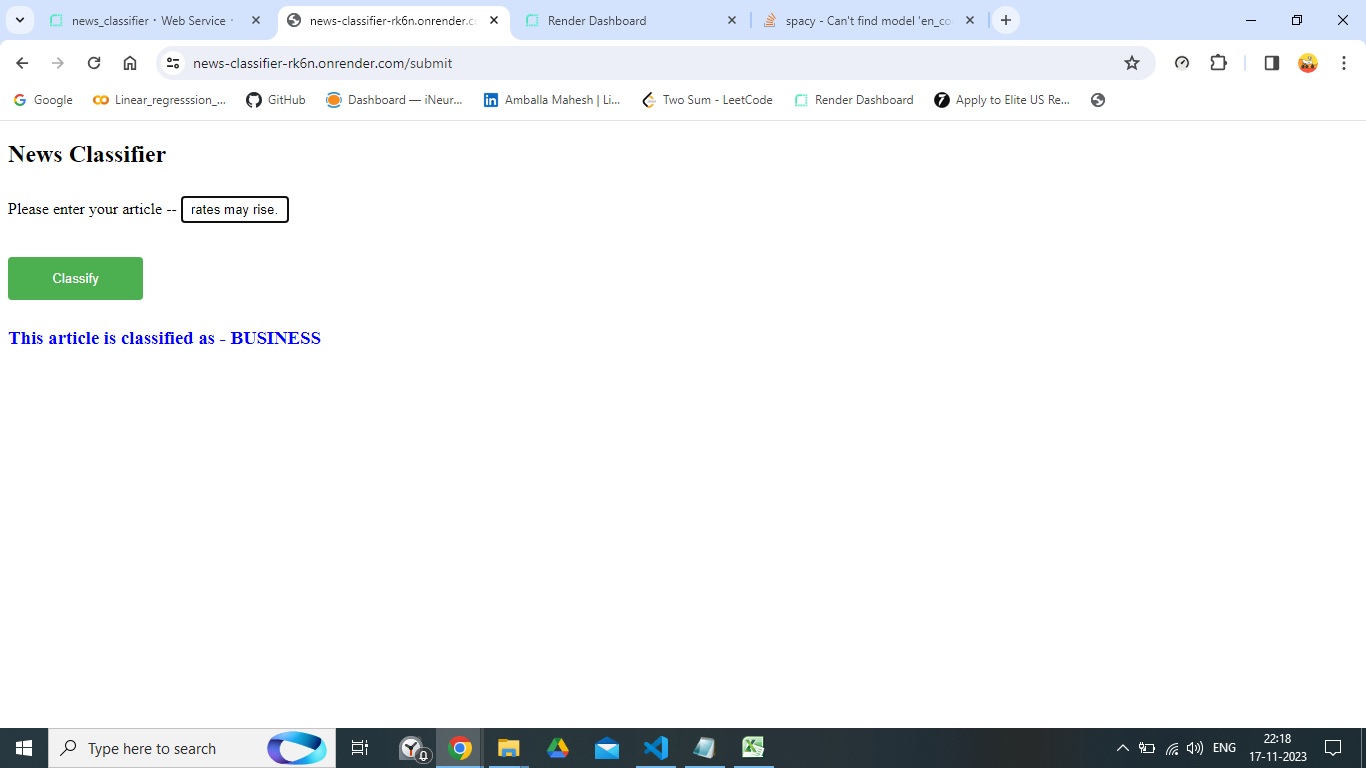 news_classifier · Web Service ·
news-classifier-rk6n.onrender.c
Render Dashboard
spacy - Can't find model 'en_co
news-classifier-rk6n.onrender.com/submit
Google
Linear_regresssion_...
GitHub
Dashboard — iNeur...
Amballa Mahesh | Li...
Two Sum - LeetCode
Render Dashboard
Apply to Elite US Re...
News Classifier
Please enter your article -- rates may rise.
Classify
This article is classified as - BUSINESS
Type here to search
ENG
22:18
17-11-2023